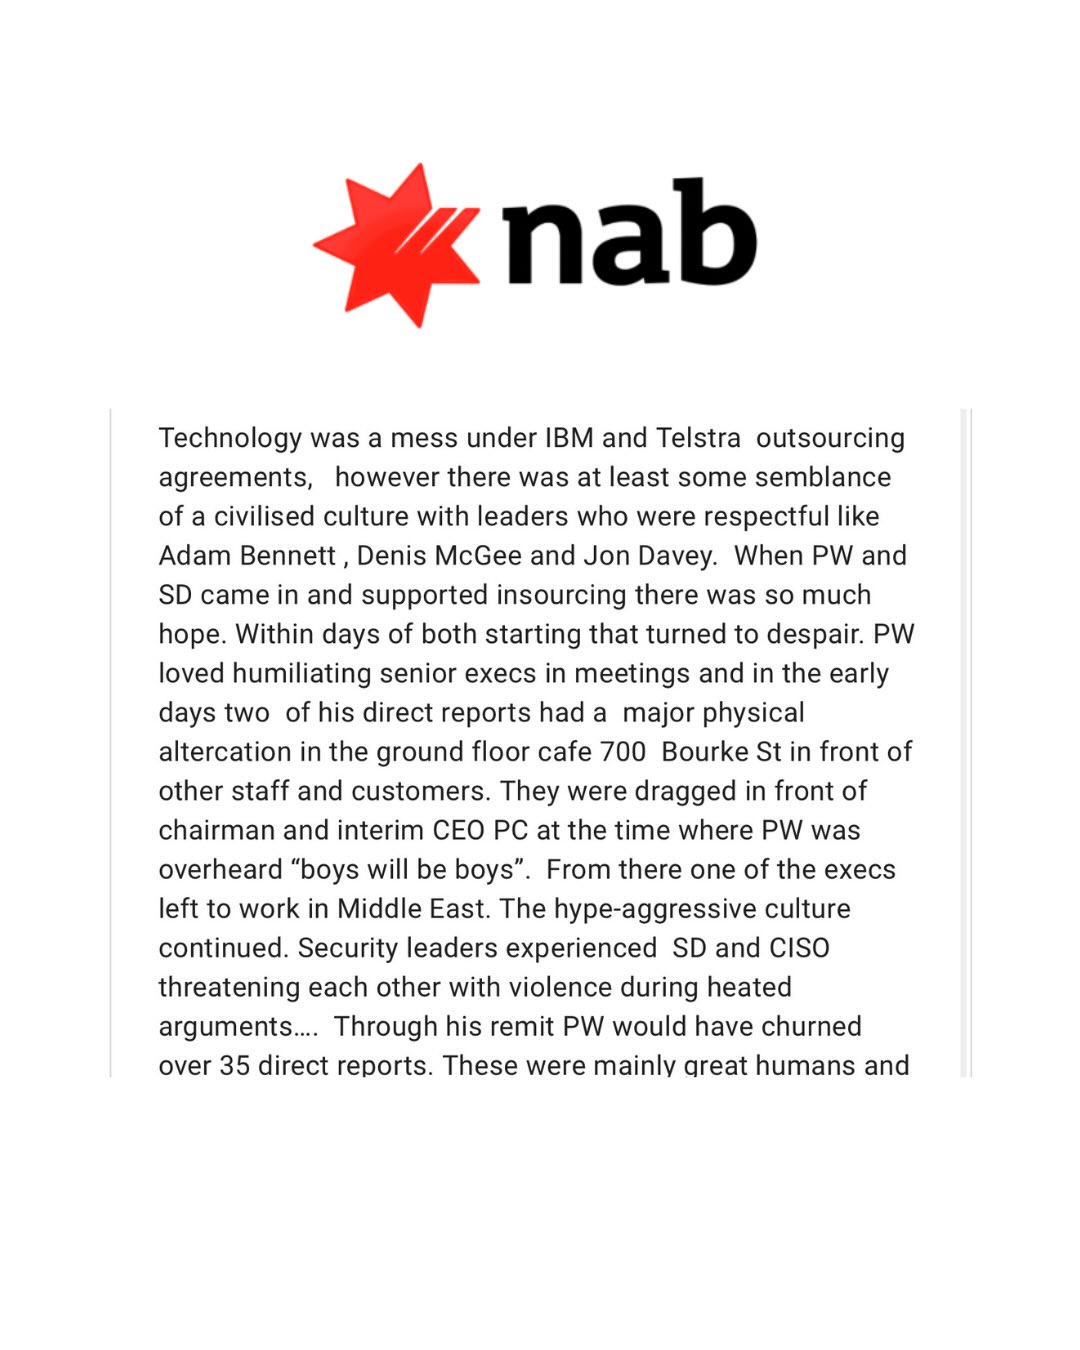 nab
Technology was a mess under IBM and Telstra  outsourcing
agreements,   however there was at least some semblance
of a civilised culture with leaders who were respectful like
Adam Bennett , Denis McGee and Jon Davey.  When PW and
SD came in and supported insourcing there was so much
hope. Within days of both starting that turned to despair. PW
loved humiliating senior execs in meetings and in the early
days two  of his direct reports had a  major physical
altercation in the ground floor cafe 700  Bourke St in front of
other staff and customers. They were dragged in front of
chairman and interim CEO PC at the time where PW was
overheard “boys will be boys”.  From there one of the execs
left to work in Middle East. The hype-aggressive culture
continued. Security leaders experienced  SD and CISO
threatening each other with violence during heated
arguments....  Through his remit PW would have churned
over 35 direct reports. These were mainly great humans and